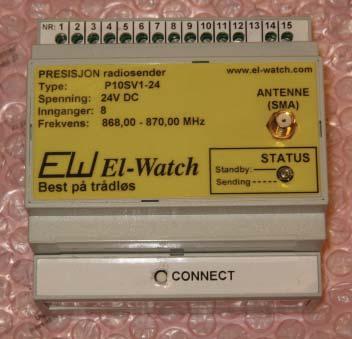 NR: 1 2 3 4 5 6 7 8 9 10 11 12 13 14 15
PRESISJON radiosender
www.el-watch.com
Type: P10SV1-24
Spenning: 24V DC
Innganger: 8
Frekvens: 868,00 - 870,00 MHz
ANTENNE
(SMA)
EW El-Watch
Best på trådløs
STATUS
Standby:
Sending
CONNECT